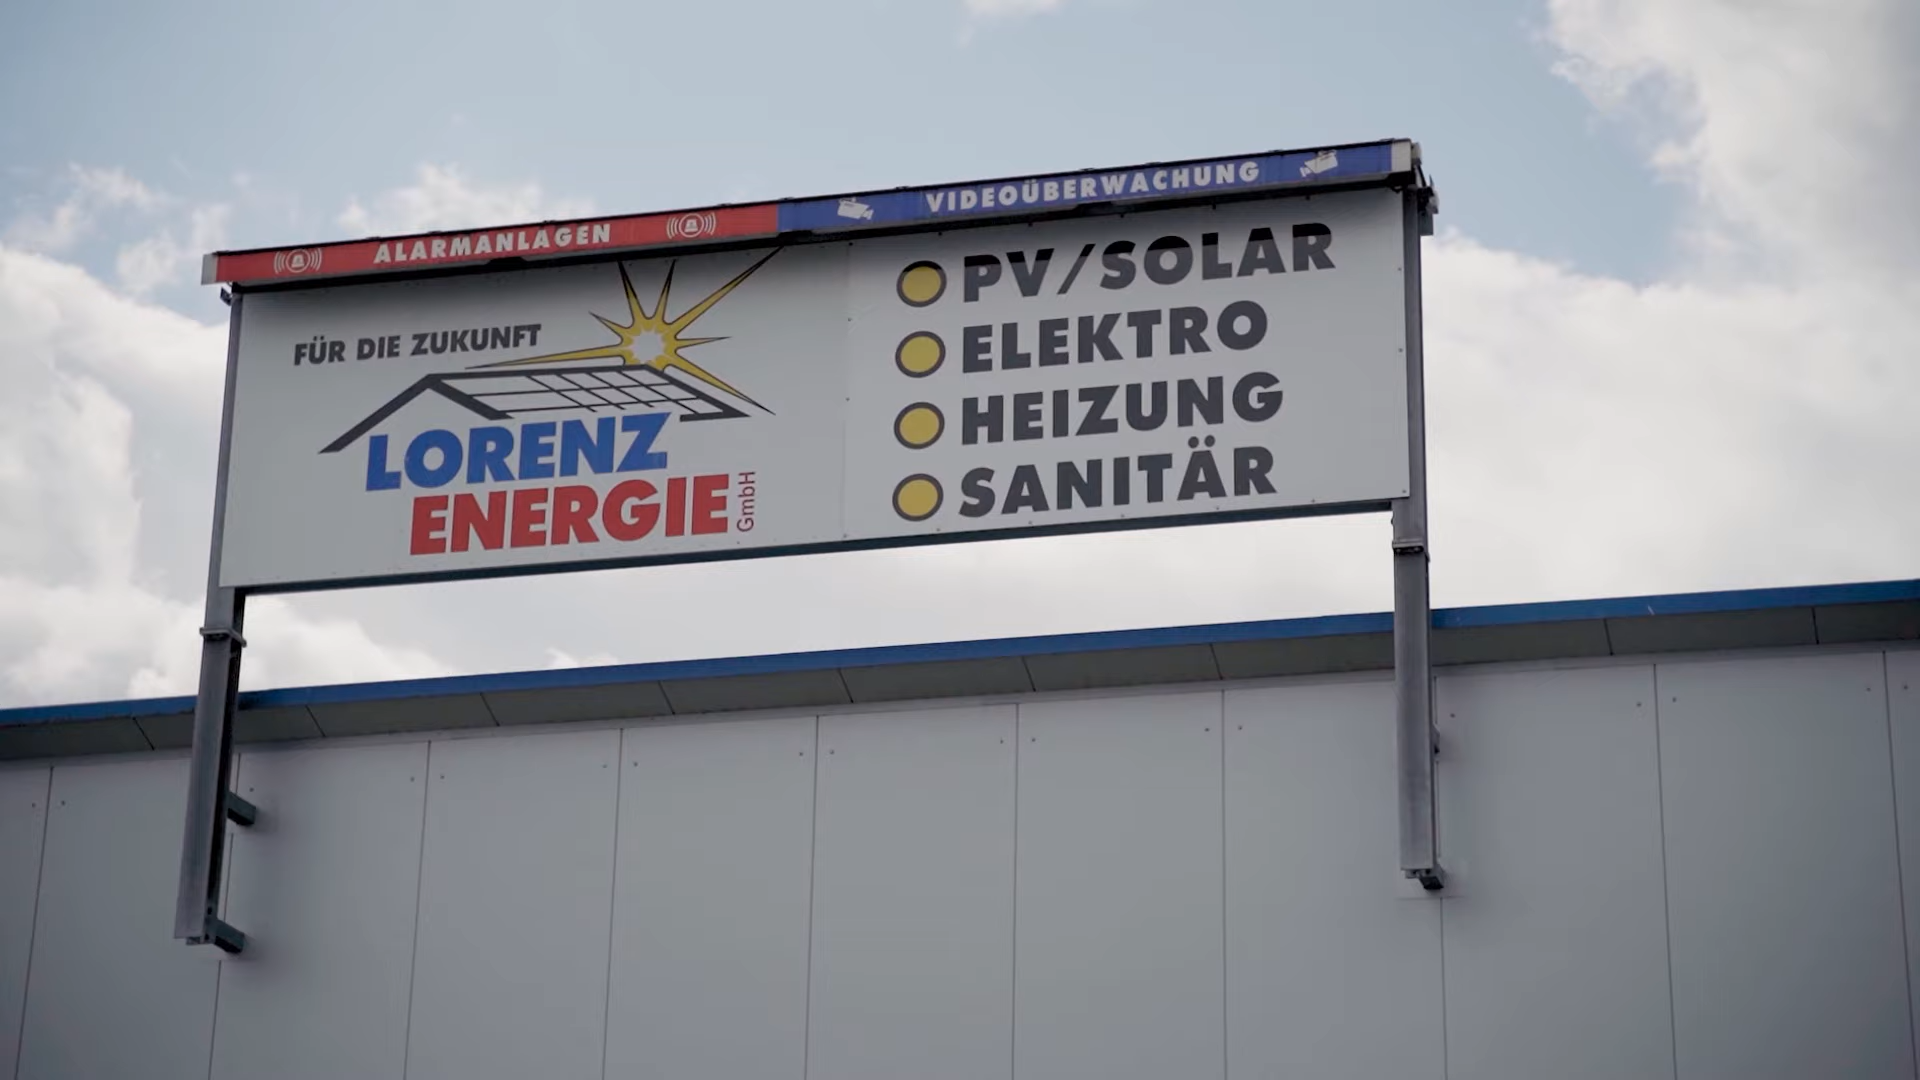 ALARMANLAGEN
VIDEOÜBERWACHUNG
FÜR DIE ZUKUNFT
LORENZ
ENERGIE GmbH
PV/SOLAR
ELEKTRO
HEIZUNG
SANITÄR